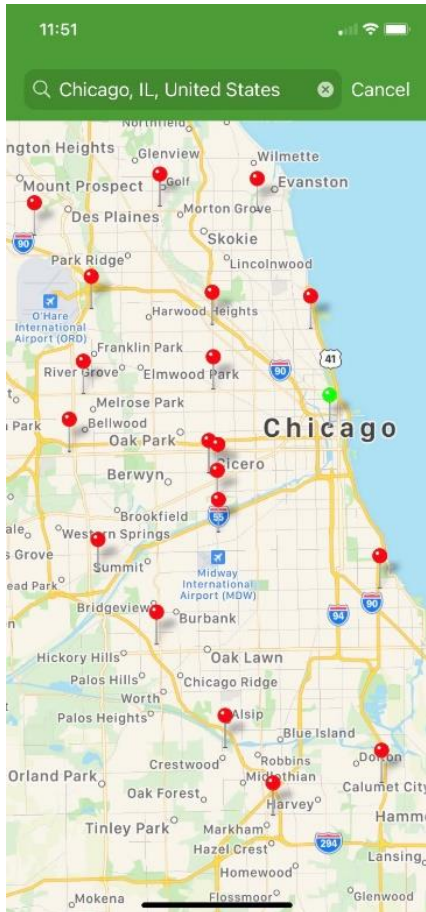 11:51
Chicago, IL, United States
Cancel
Northfield
ngton Heights
Glenview
Wilmette
Mount Prospect
Golf
Evanston
Des Plaines
Morton Grove
Skokie
90
Park Ridge
Lincolnwood
O'Hare
International
Airport (ORD)
Harwood Heights
Franklin Park
41
River Grove
Elmwood Park
90
Melrose Park
n Park
Bellwood
Chicago
Oak Park
Cicero
Berwyn
Brookfield
55
ale
Western Springs
s Grove
Summit
Midway
International
Airport (MDW)
ead Park
Bridgeview
Burbank
94
90
n
Hickory Hills
Oak Lawn
Palos Hills
Chicago Ridge
Worth
Palos Heights
Alsip
Blue Island
Crestwood
Robbins
Dolton
Orland Park
Midlothian
Oak Forest
Calumet City
Harvey
Tinley Park
Markham
Hamm
Hazel Crest
294
Lansing
Homewood
Mokena
Flossmoor
Glenwood